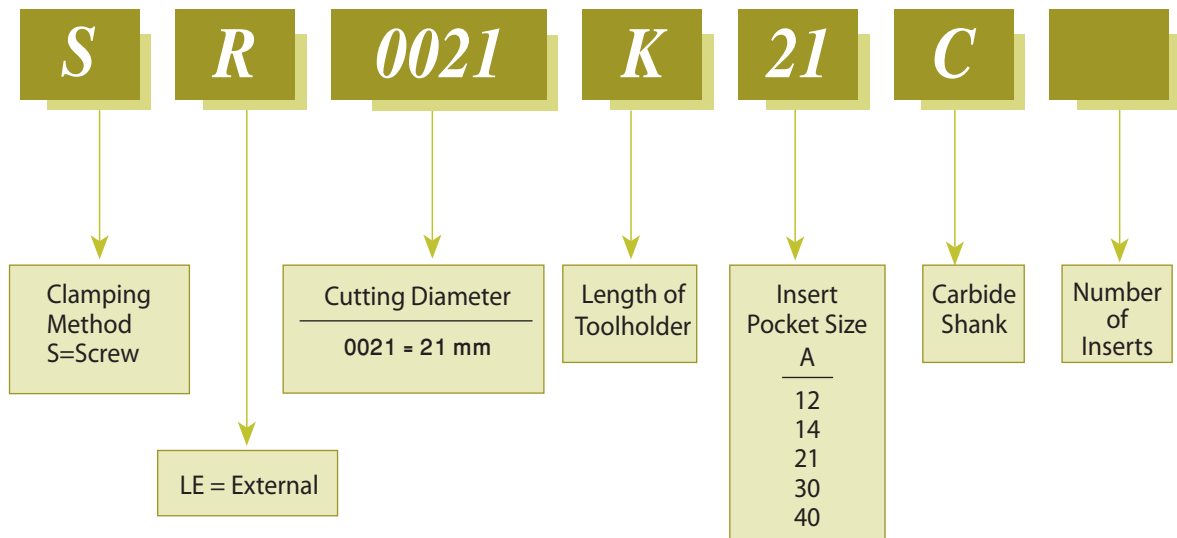 S R 0021 K 21 C
Clamping
Method
S=Screw
LE = External
Cutting Diameter
0021 = 21 mm
Length of
Toolholder
Insert
Pocket Size
A
12
14
21
30
40
Carbide
Shank
Number
of
Inserts